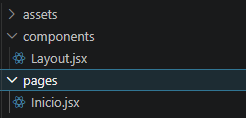 assets
components
Layout.jsx
pages
Inicio.jsx